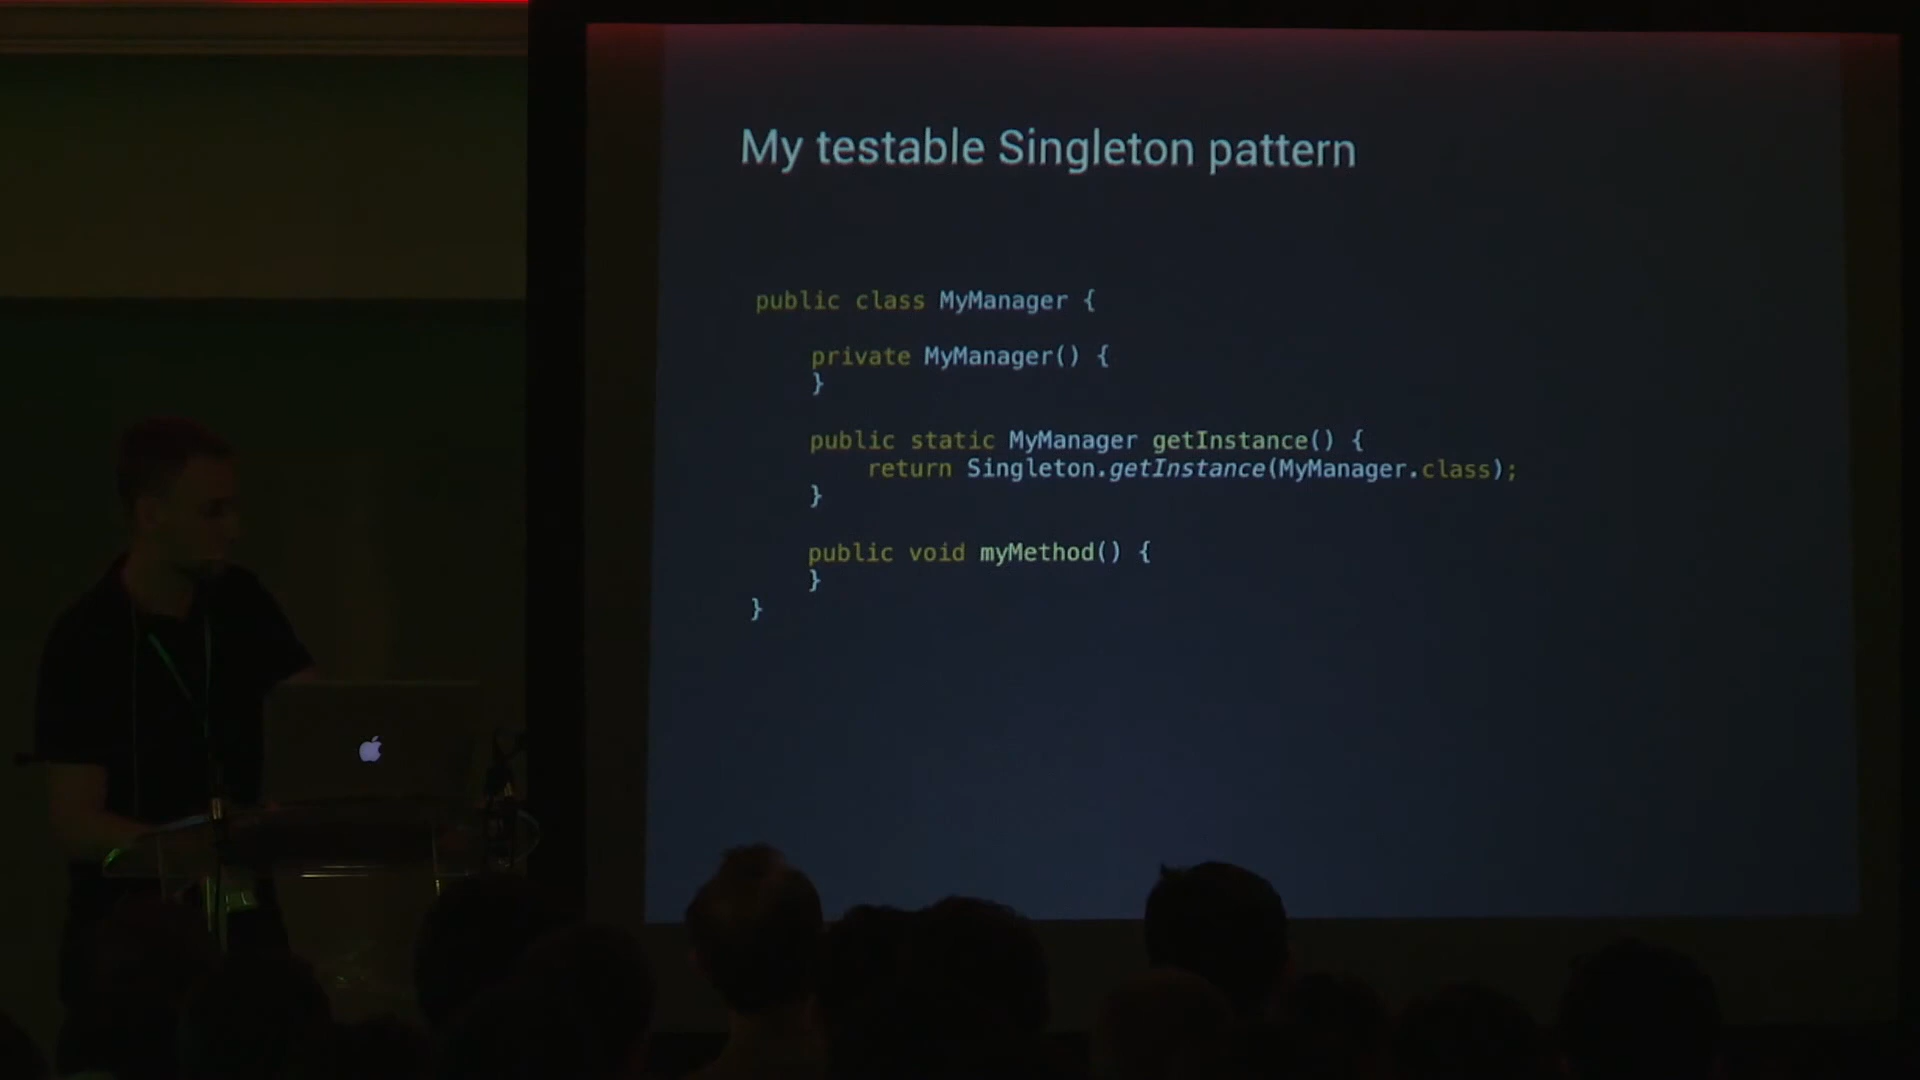 My testable Singleton pattern
public class MyManager {
private MyManager() {
}
public static MyManager getInstance() {
return Singleton.getInstance(MyManager.class);
}
public void myMethod() {
}
}